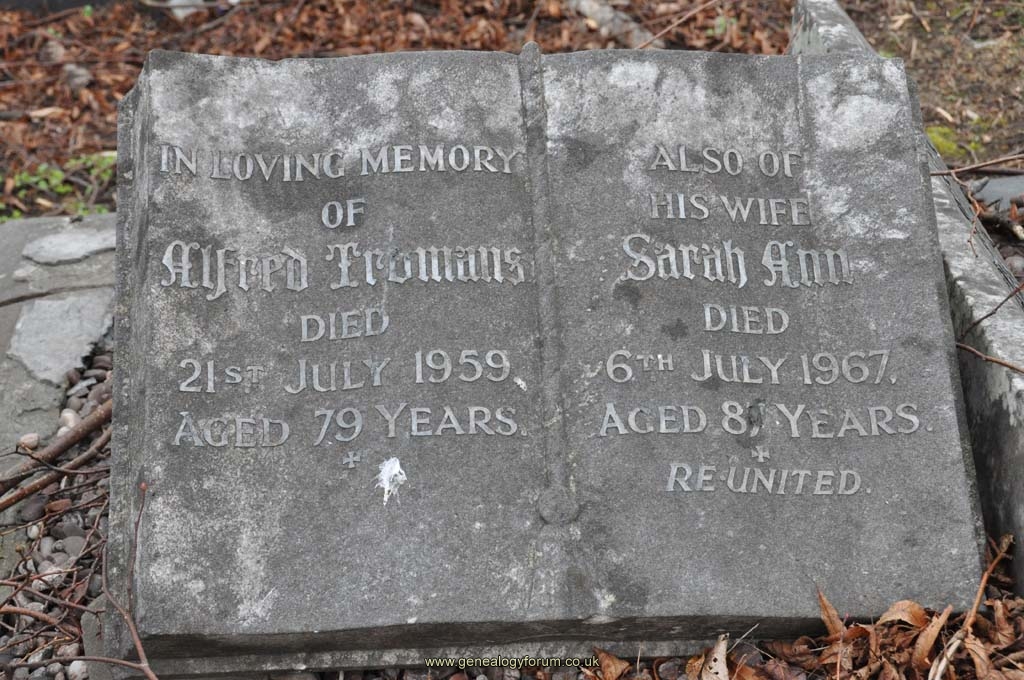 IN LOVING MEMORY
OF
Alfred Tromans
DIED
21ST JULY 1959.
AGED 79 YEARS.
ALSO OF
HIS WIFE
Sarah Ann
DIED
6TH JULY 1967.
AGED YEARS.
RE-UNITED.
www.genealogyforum.co.uk